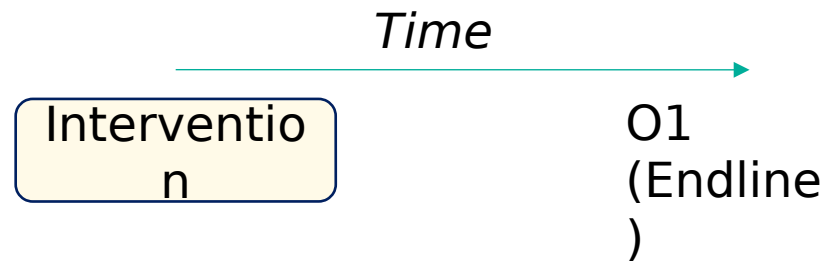 Time
Interventio
n
O1
(Endline
)